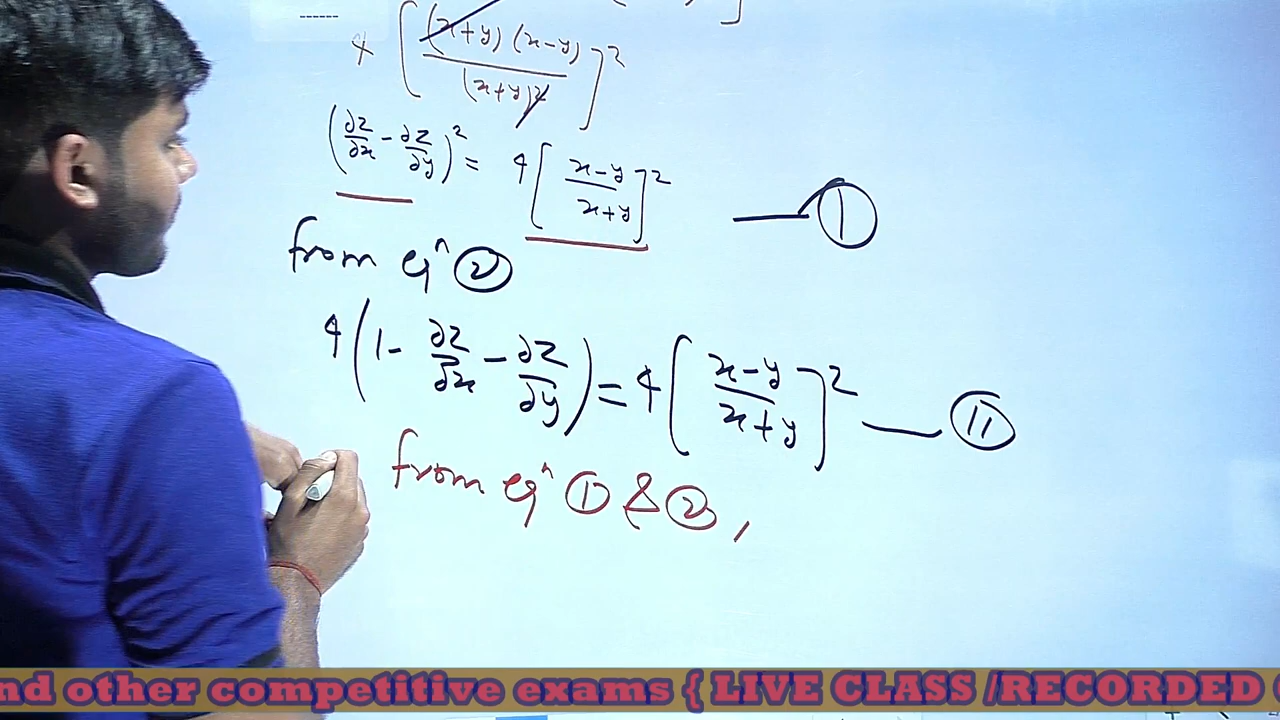 4 [ (x+y) (x-y) / (x+y)² ]²
(∂z/∂x - ∂z/∂y)² = 4 [ x-y / x+y ]² — ①
from eqⁿ ②
4 (1 - ∂z/∂x - ∂z/∂y) = 4 [ x-y / x+y ]² — ⑪
from eqⁿ ① & ②,
nd other competitive exams { LIVE CLASS /RECORDED